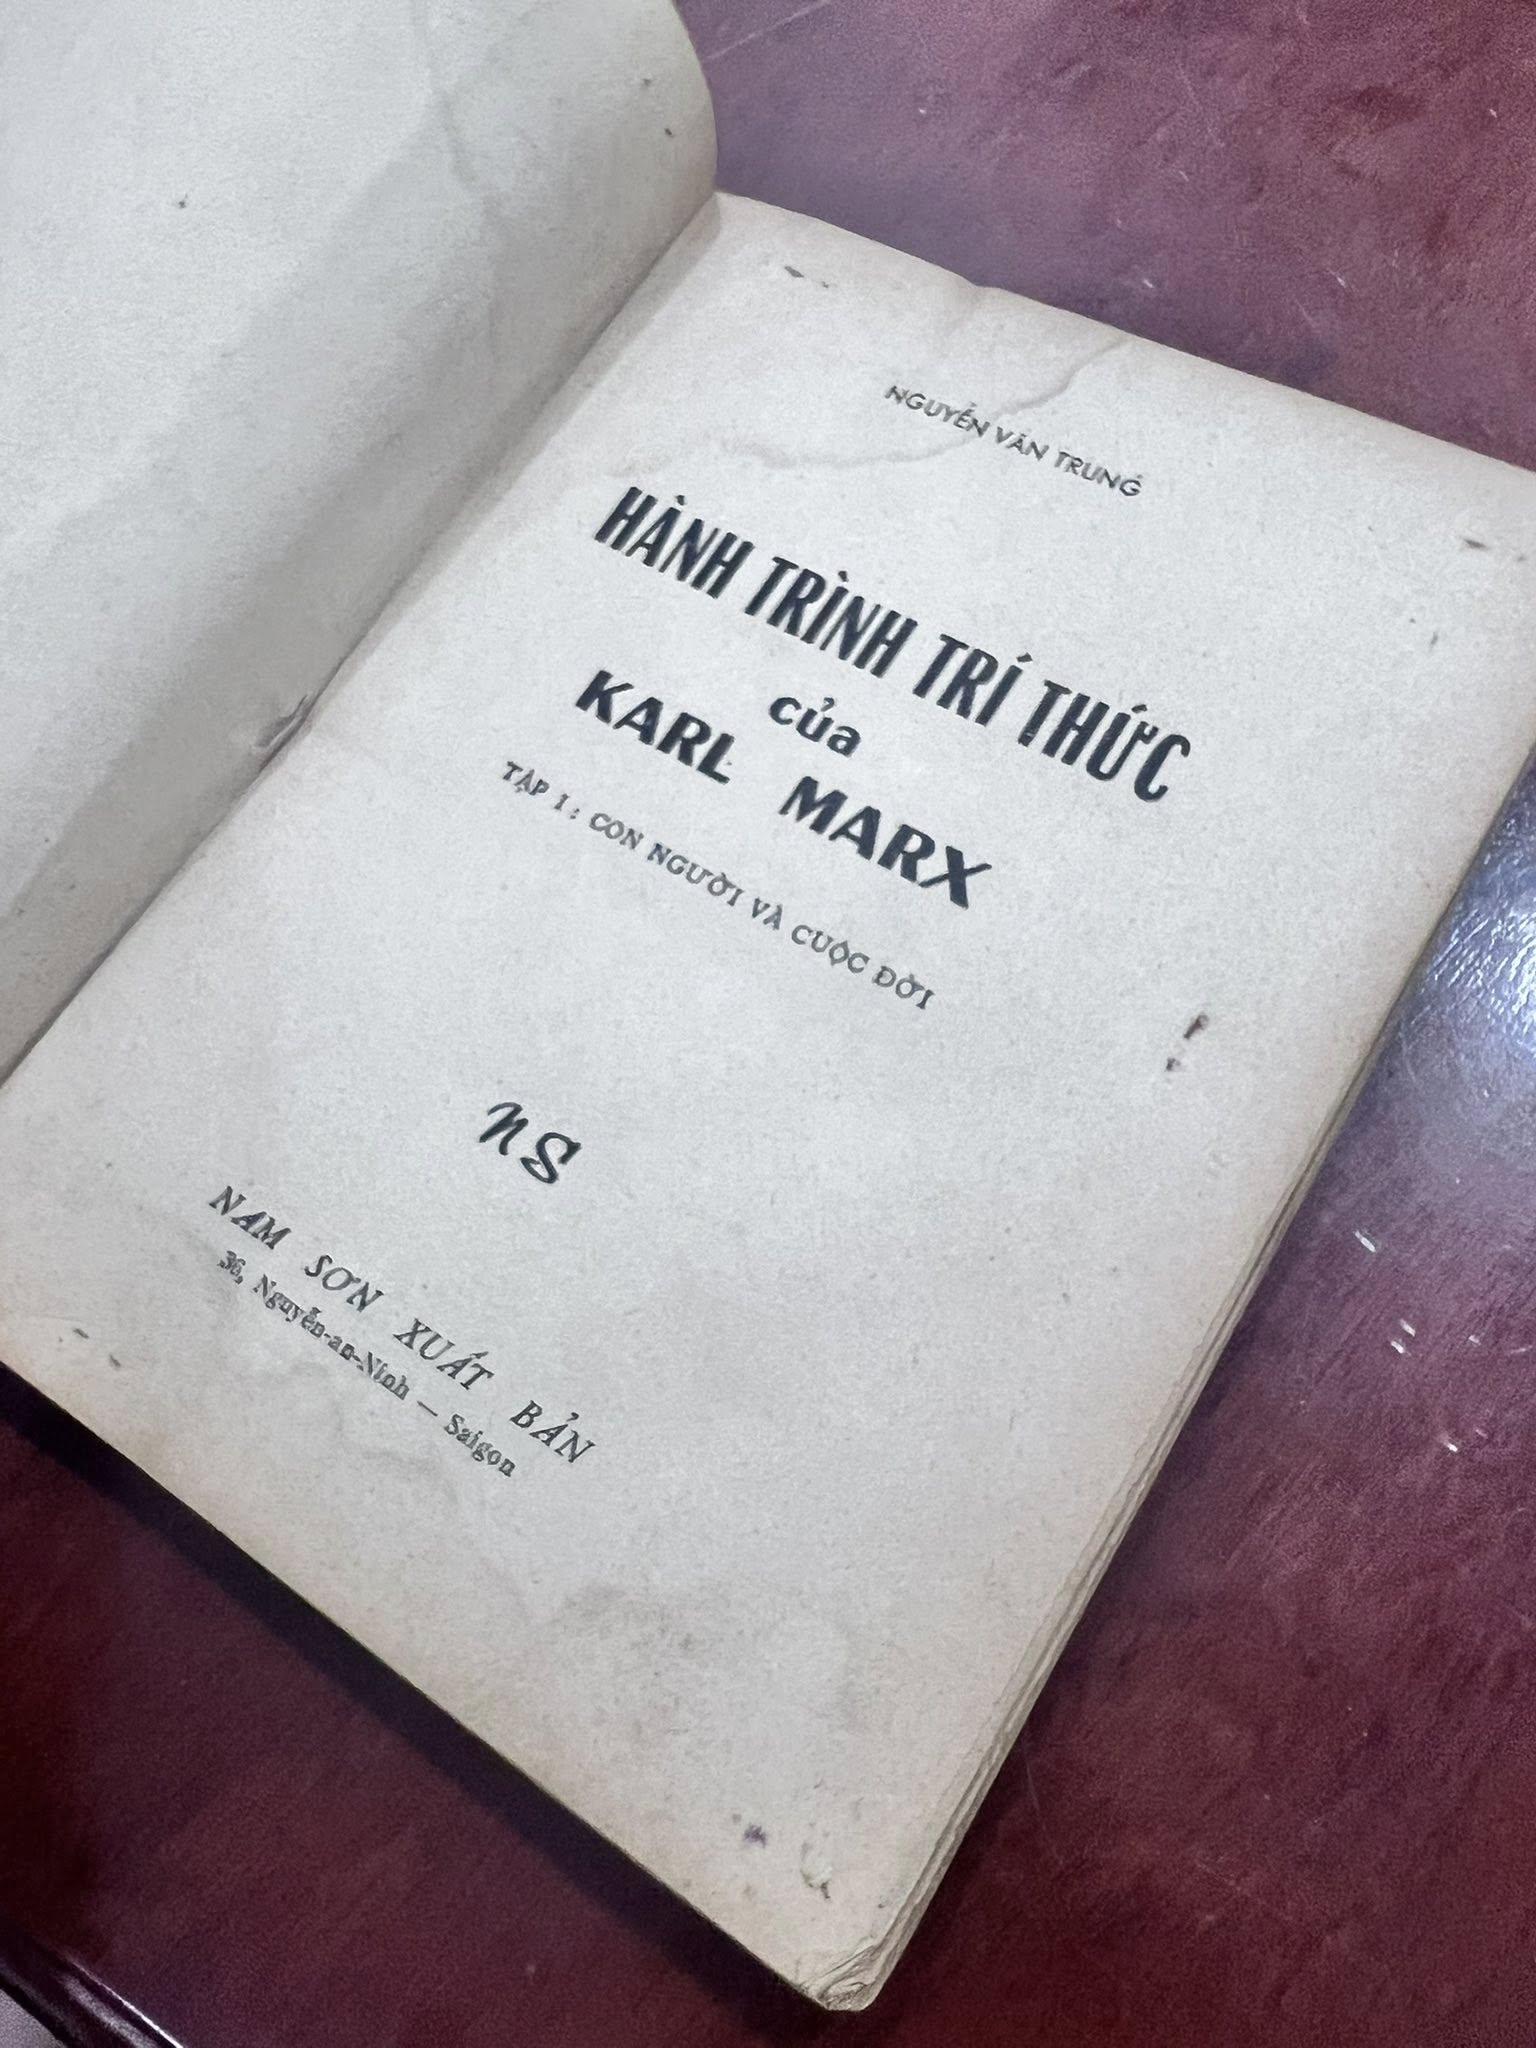 NGUYỄN VĂN TRUNG
HÀNH TRÌNH TRÍ THỨC
của
KARL MARX
TẬP I : CON NGƯỜI VÀ CUỘC ĐỜI
NS
NAM SƠN XUẤT BẢN
36, Nguyễn-an-Ninh — Saigon